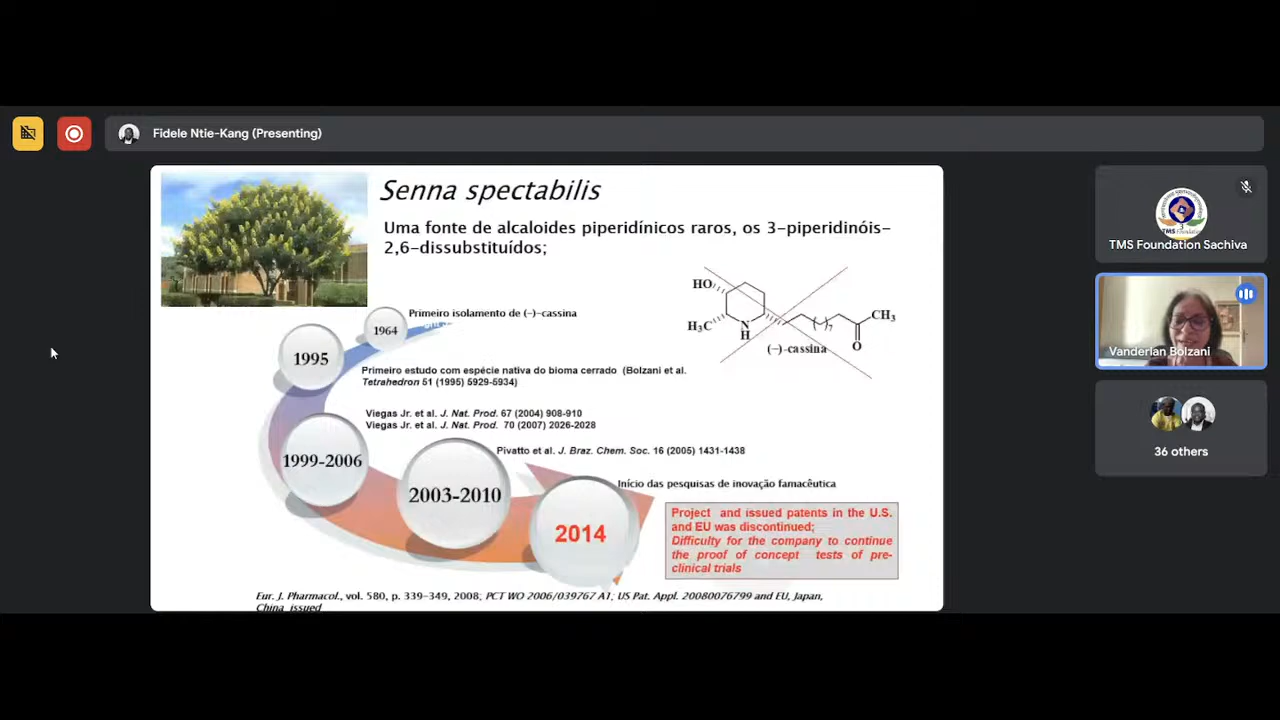 Fidele Ntie-Kang (Presenting)
Senna spectabilis
Uma fonte de alcaloides piperidínicos raros, os 3-piperidinóis-
2,6-dissubstituídos;
HO
H₃C
N
H
7
CH₃
O
(−)-cassina
1964
Primeiro isolamento de (−)-cassina
1995
Primeiro estudo com espécie nativa do bioma cerrado (Bolzani et al.
Tetrahedron 51 (1995) 5929-5934)
1999-2006
Viegas Jr. et al. J. Nat. Prod. 67 (2004) 908-910
Viegas Jr. et al. J. Nat. Prod. 70 (2007) 2026-2028
2003-2010
Pivatto et al. J. Braz. Chem. Soc. 16 (2005) 1431-1438
2014
Início das pesquisas de inovação famacêutica
Project and issued patents in the U.S.
and EU was discontinued;
Difficulty for the company to continue
the proof of concept tests of pre-
clinical trials
Eur. J. Pharmacol., vol. 580, p. 339-349, 2008; PCT WO 2006/039767 A1; US Pat. Appl. 20080076799 and EU, Japan,
China issued
TMS Foundation Sachiva
Vanderlan Bolzani
36 others